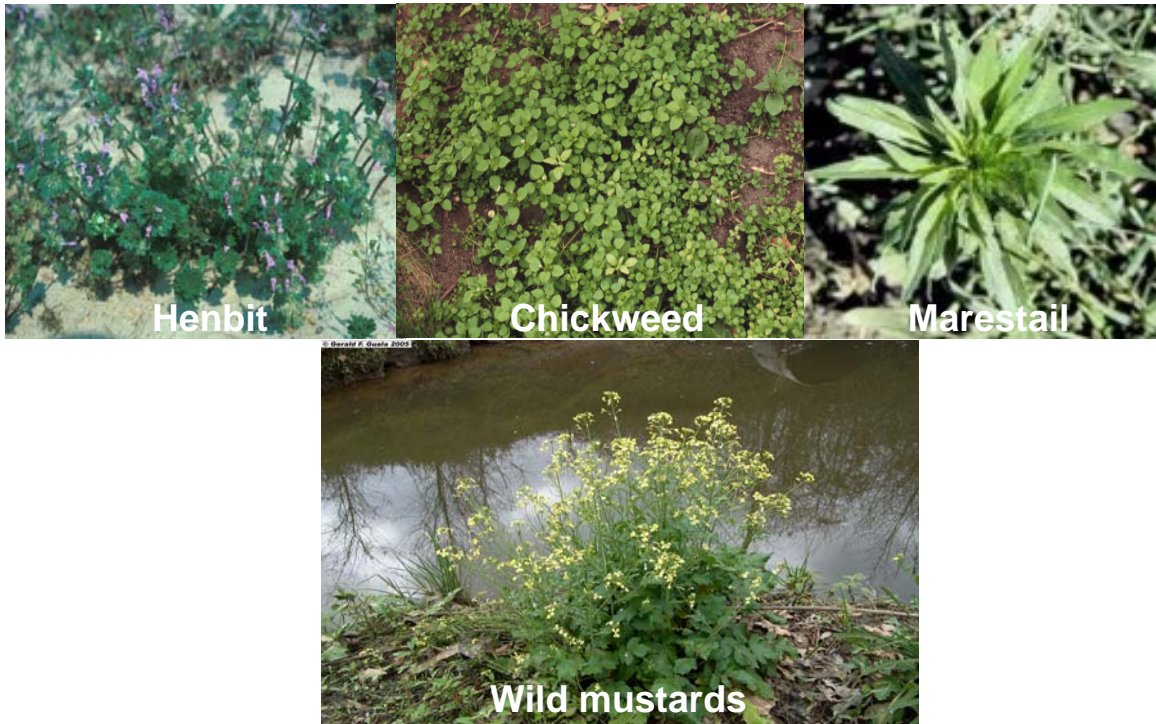 Henbit
Chickweed
Marestail
© Gerald F. Guala 2005
Wild mustards